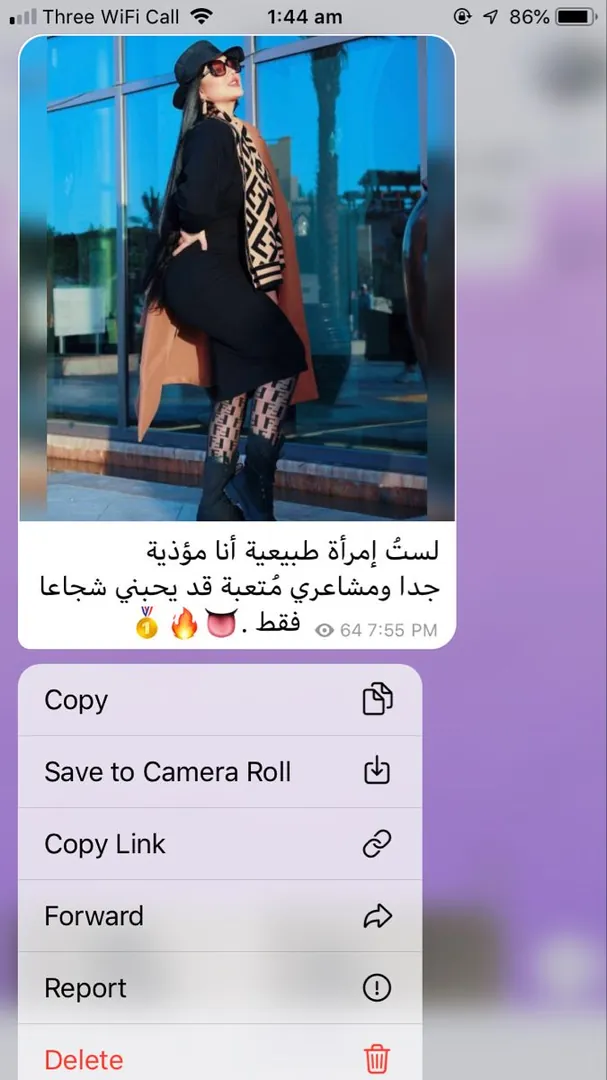 Three WiFi Call 1:44 am 86%
لستُ إمرأة طبيعية أنا مؤذية
جدا ومشاعري مُتعبة قد يحبني شجاعا
فقط .👅🔥🏅 64 7:55 PM
Copy
Save to Camera Roll
Copy Link
Forward
Report
Delete